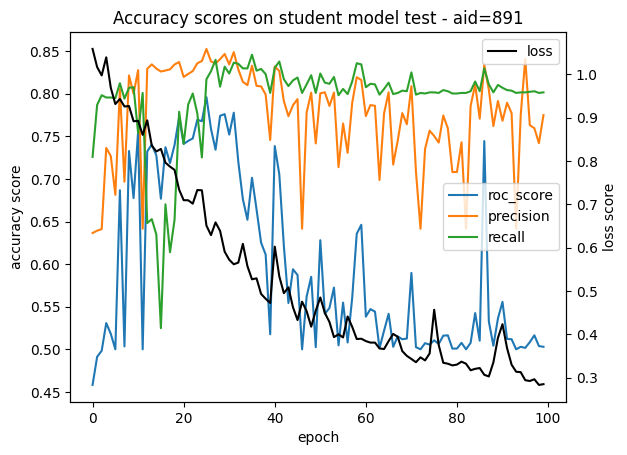 Accuracy scores on student model test - aid=891
accuracy score
0.85
0.80
0.75
0.70
0.65
0.60
0.55
0.50
0.45
loss
roc_score
precision
recall
1.0
0.9
0.8
0.7
0.6
0.5
0.4
0.3
loss score
0
20
40
60
80
100
epoch